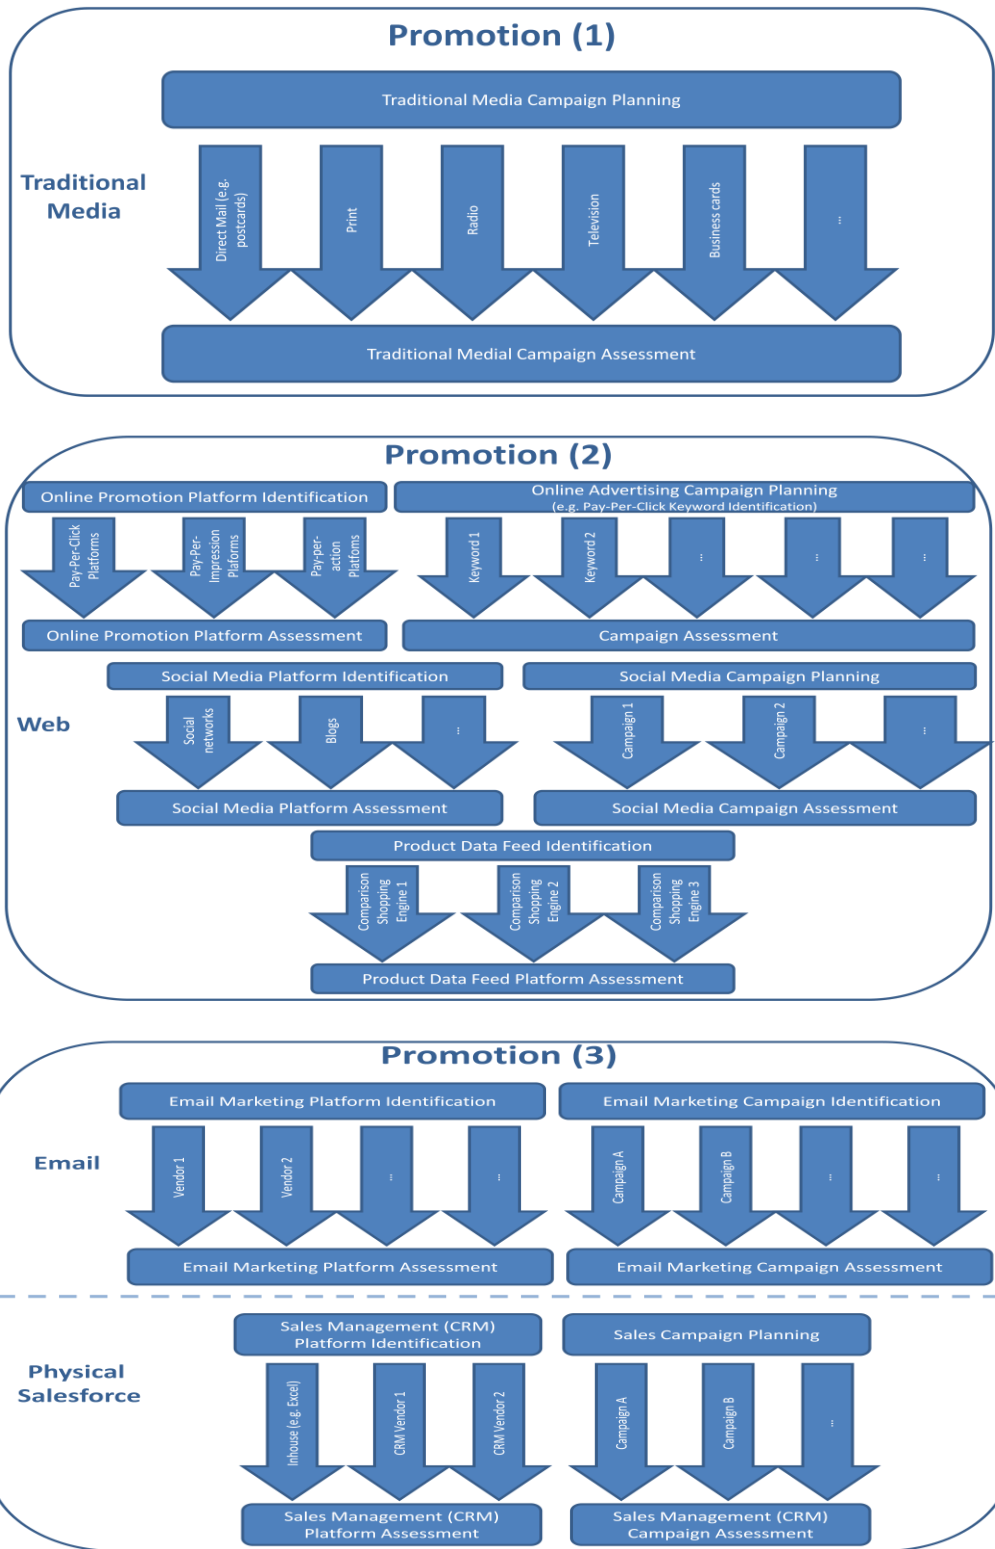 Promotion (1)
Traditional Media Campaign Planning
Traditional
Media
Direct Mail (e.g.
postcards)
Print
Radio
Television
Business cards
...
Traditional Medial Campaign Assessment
Promotion (2)
Online Promotion Platform Identification
Online Advertising Campaign Planning
(e.g. Pay-Per-Click Keyword Identification)
Pay-Per-Click
Platforms
Pay-Per-
Impression
Plaforms
Pay-per-
action
Platfoms
Keyword 1
Keyword 2
...
...
...
Online Promotion Platform Assessment
Campaign Assessment
Social Media Platform Identification
Social Media Campaign Planning
Web
Social
networks
Blogs
...
Campaign 1
Campaign 2
...
Social Media Platform Assessment
Social Media Campaign Assessment
Product Data Feed Identification
Comparison
Shopping
Engine 1
Comparison
Shopping
Engine 2
Comparison
Shopping
Engine 3
Product Data Feed Platform Assessment
Promotion (3)
Email Marketing Platform Identification
Email Marketing Campaign Identification
Email
Vendor 1
Vendor 2
...
...
Campaign A
Campaign B
...
...
Email Marketing Platform Assessment
Email Marketing Campaign Assessment
Sales Management (CRM)
Platform Identification
Sales Campaign Planning
Physical
Salesforce
Inhouse (e.g. Excel)
CRM Vendor 1
CRM Vendor 2
Campaign A
Campaign B
...
Sales Management (CRM)
Platform Assessment
Sales Management (CRM)
Campaign Assessment